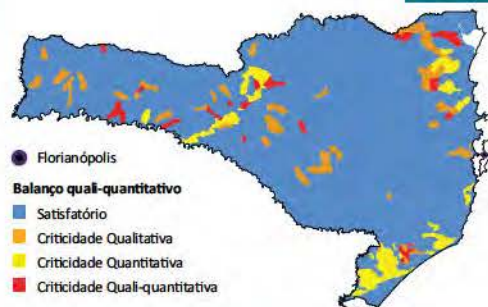 Florianópolis
Balanço quali-quantitativo
Satisfatório
Criticidade Qualitativa
Criticidade Quantitativa
Criticidade Quali-quantitativa